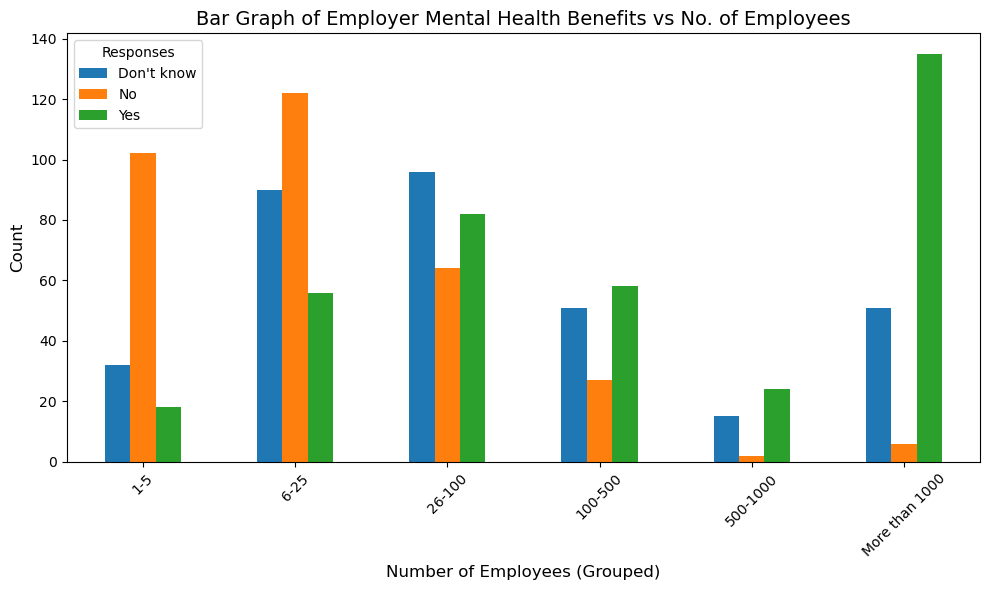 Bar Graph of Employer Mental Health Benefits vs No. of Employees
Responses
Don't know
No
Yes
140
120
100
80
60
40
20
0
Count
1-5
6-25
26-100
100-500
500-1000
More than 1000
Number of Employees (Grouped)